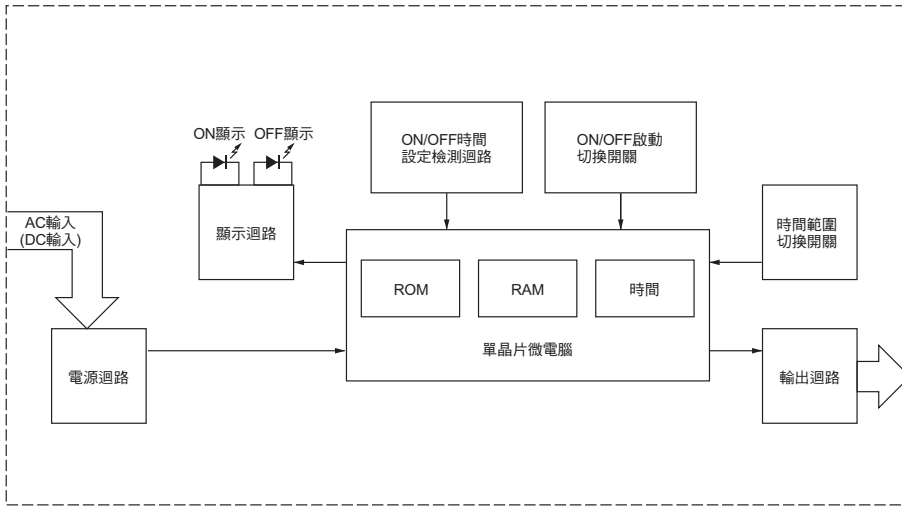 ON/OFF時間
設定檢測迴路
ON/OFF啟動
切換開關
ON顯示
OFF顯示
AC輸入
(DC輸入)
顯示迴路
時間範圍
切換開關
ROM
RAM
時間
單晶片微電腦
電源迴路
輸出迴路